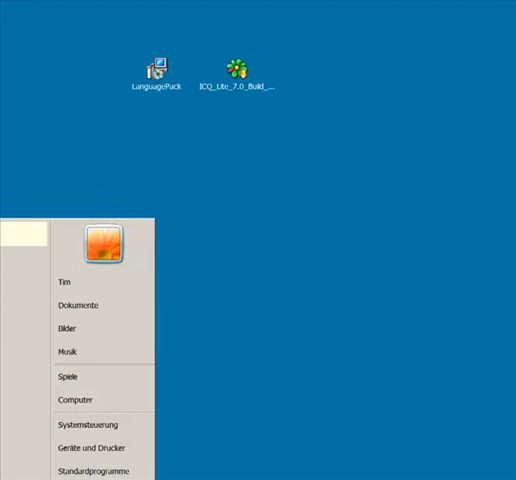 LanguagePack
ICQ_Lite_7.0_Build_...
Tim
Dokumente
Bilder
Musik
Spiele
Computer
Systemsteuerung
Geräte und Drucker
Standardprogramme